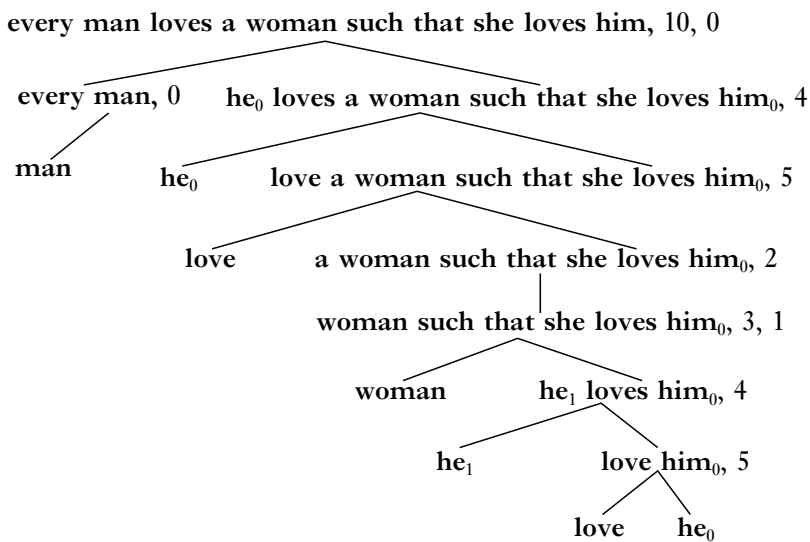 every man loves a woman such that she loves him, 10, 0
every man, 0 he₀ loves a woman such that she loves him₀, 4
man he₀ love a woman such that she loves him₀, 5
love a woman such that she loves him₀, 2
woman such that she loves him₀, 3, 1
woman he₁ loves him₀, 4
he₁ love him₀, 5
love he₀